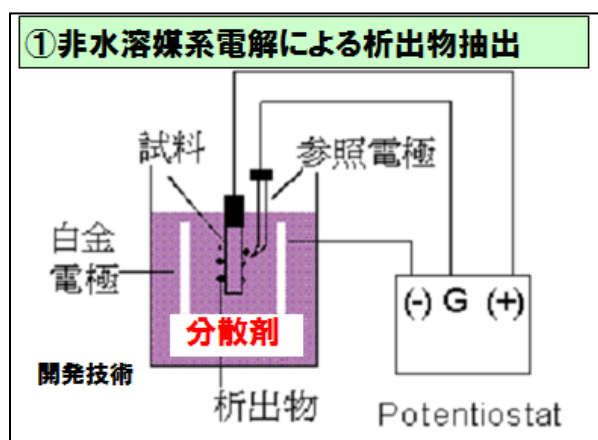 ①非水溶媒系電解による析出物抽出
試料
参照電極
白金
電極
(-) G (+)
分散剤
開発技術
析出物
Potentiostat